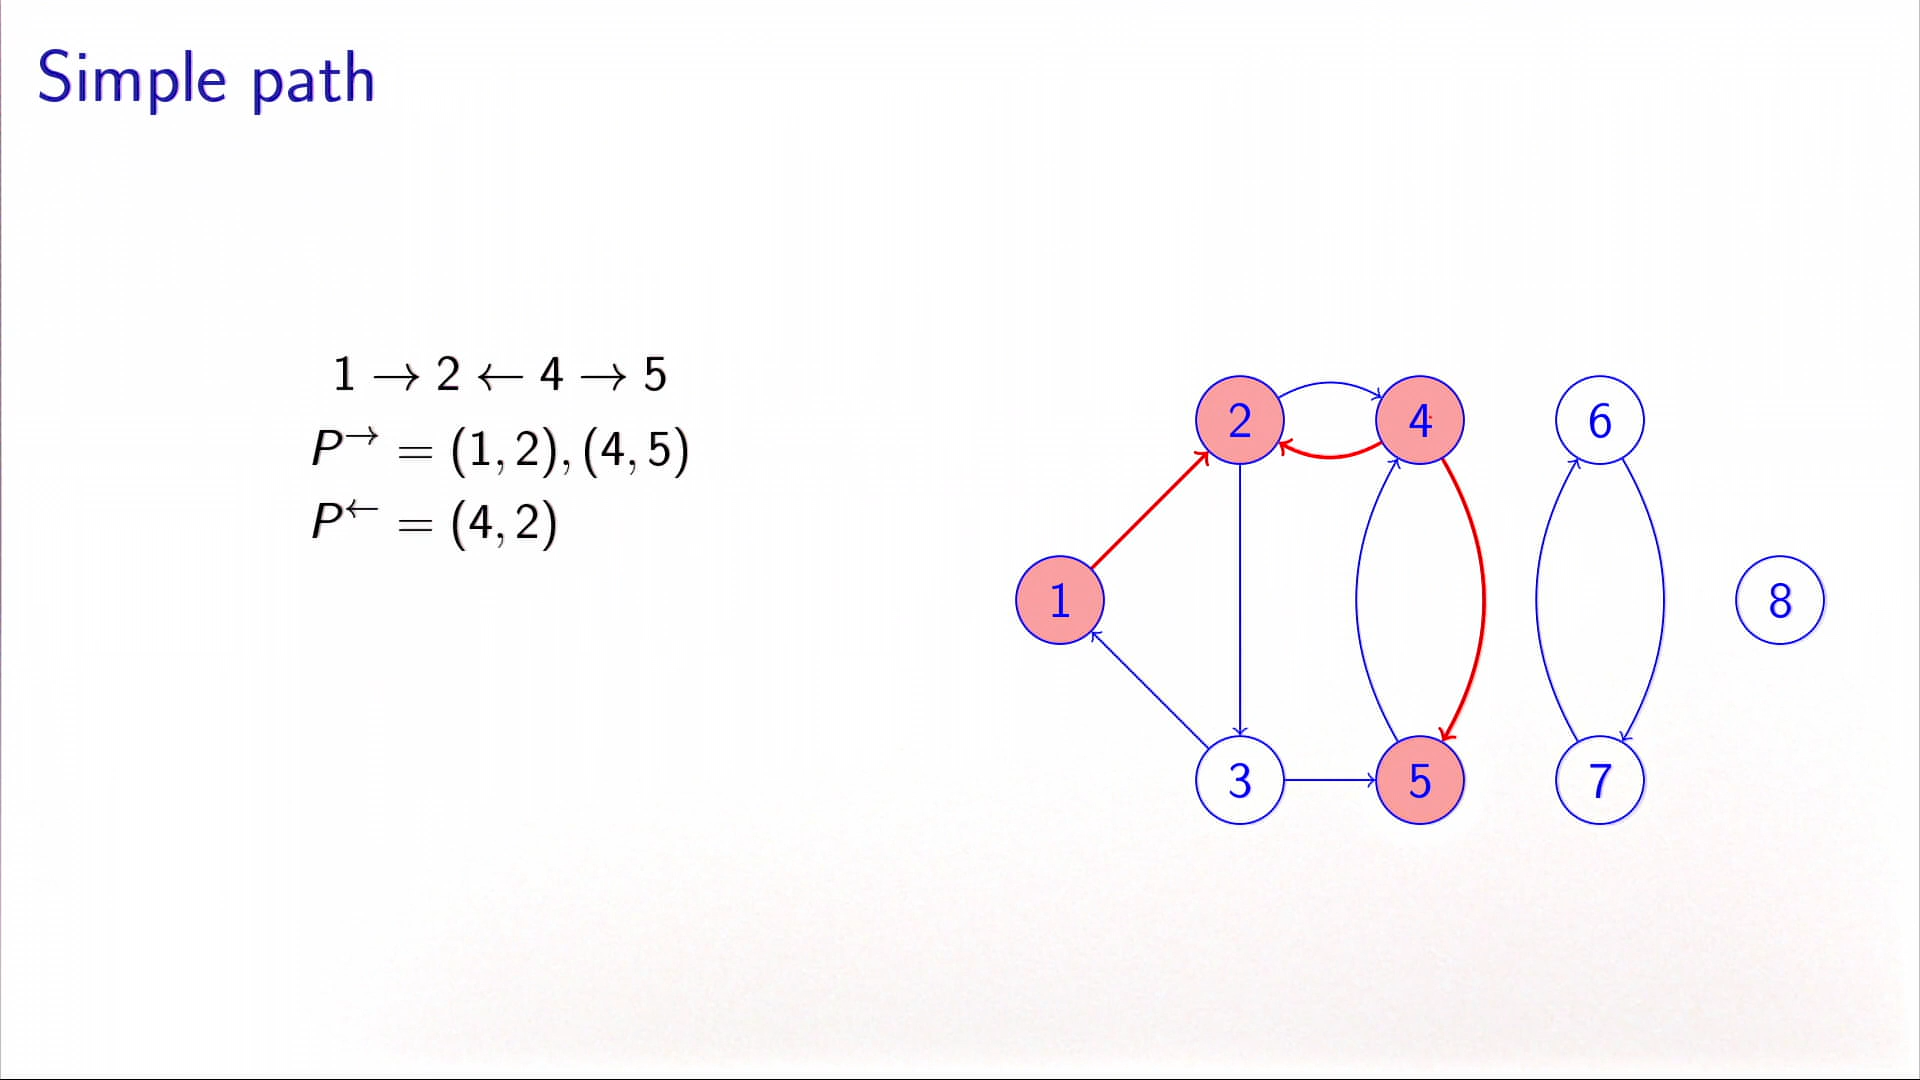 Simple path
1 → 2 ← 4 → 5
P→ = (1, 2), (4, 5)
P← = (4, 2)
2 4 6
1 8
3 5 7